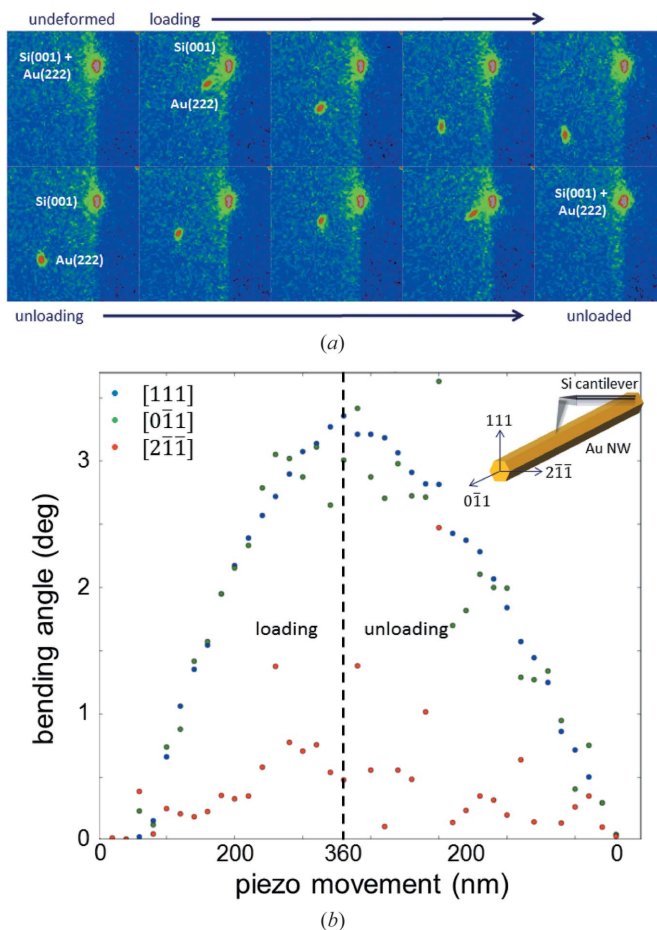 undeformed loading
Si(001) + Au(222)
Si(001)
Au(222)
Si(001)
Au(222)
Si(001) + Au(222)
unloading unloaded
(a)
[111]
[01̅1]
[21̅1̅]
Si cantilever
Au NW
111
21̅1̅
01̅1
3
2
1
0
bending angle (deg)
loading unloading
0 200 360 200 0
piezo movement (nm)
(b)